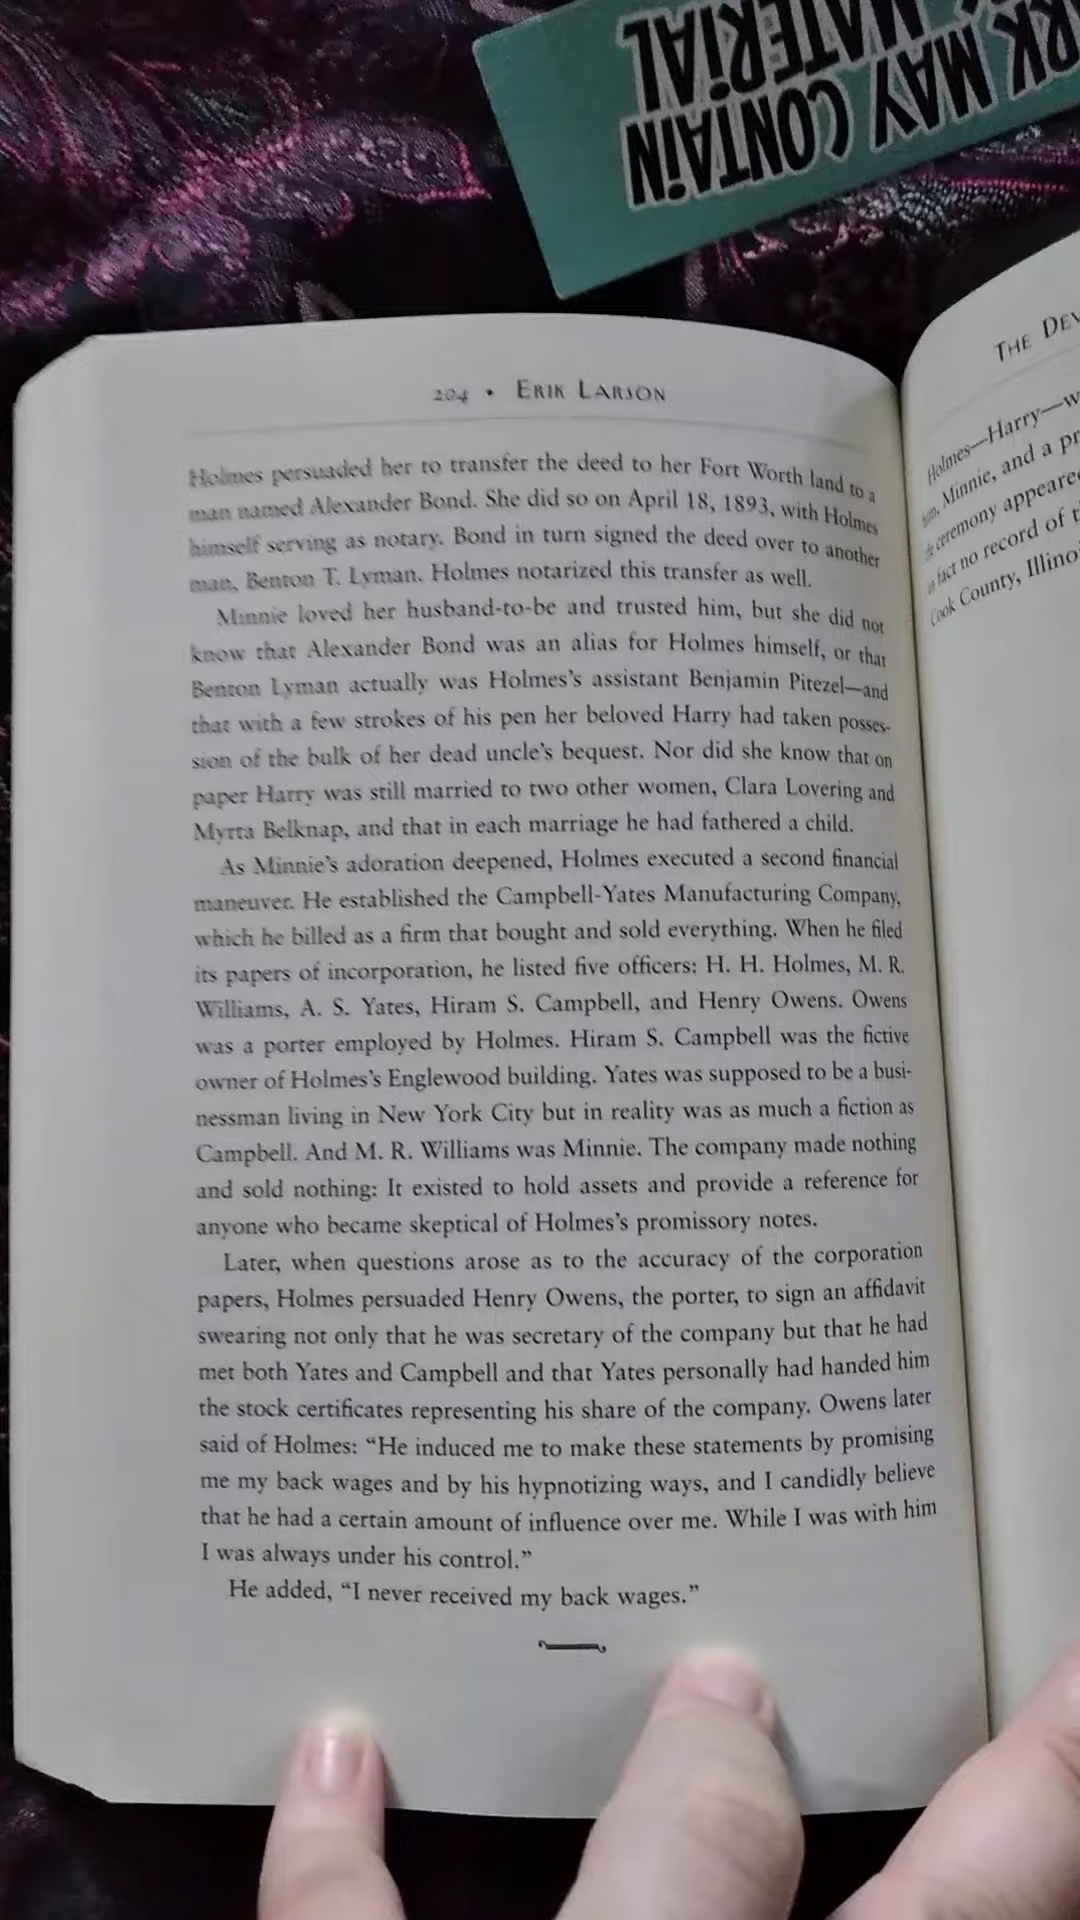 RK MAY CONTAIN
MATERIAL
204 • ERIK LARSON
Holmes persuaded her to transfer the deed to her Fort Worth land to a
man named Alexander Bond. She did so on April 18, 1893, with Holmes
himself serving as notary. Bond in turn signed the deed over to another
man, Benton T. Lyman. Holmes notarized this transfer as well.
Minnie loved her husband-to-be and trusted him, but she did not
know that Alexander Bond was an alias for Holmes himself, or that
Benton Lyman actually was Holmes's assistant Benjamin Pitezel—and
that with a few strokes of his pen her beloved Harry had taken posses-
sion of the bulk of her dead uncle's bequest. Nor did she know that on
paper Harry was still married to two other women, Clara Lovering and
Myrta Belknap, and that in each marriage he had fathered a child.
As Minnie's adoration deepened, Holmes executed a second financial
maneuver. He established the Campbell-Yates Manufacturing Company,
which he billed as a firm that bought and sold everything. When he filed
its papers of incorporation, he listed five officers: H. H. Holmes, M. R.
Williams, A. S. Yates, Hiram S. Campbell, and Henry Owens. Owens
was a porter employed by Holmes. Hiram S. Campbell was the fictive
owner of Holmes's Englewood building. Yates was supposed to be a busi-
nessman living in New York City but in reality was as much a fiction as
Campbell. And M. R. Williams was Minnie. The company made nothing
and sold nothing: It existed to hold assets and provide a reference for
anyone who became skeptical of Holmes's promissory notes.
Later, when questions arose as to the accuracy of the corporation
papers, Holmes persuaded Henry Owens, the porter, to sign an affidavit
swearing not only that he was secretary of the company but that he had
met both Yates and Campbell and that Yates personally had handed him
the stock certificates representing his share of the company. Owens later
said of Holmes: "He induced me to make these statements by promising
me my back wages and by his hypnotizing ways, and I candidly believe
that he had a certain amount of influence over me. While I was with him
I was always under his control."
He added, "I never received my back wages."
THE DEV
Holmes—Harry—w
Minnie, and a pr
ceremony appeare
fact no record of t
Cook County, Illino